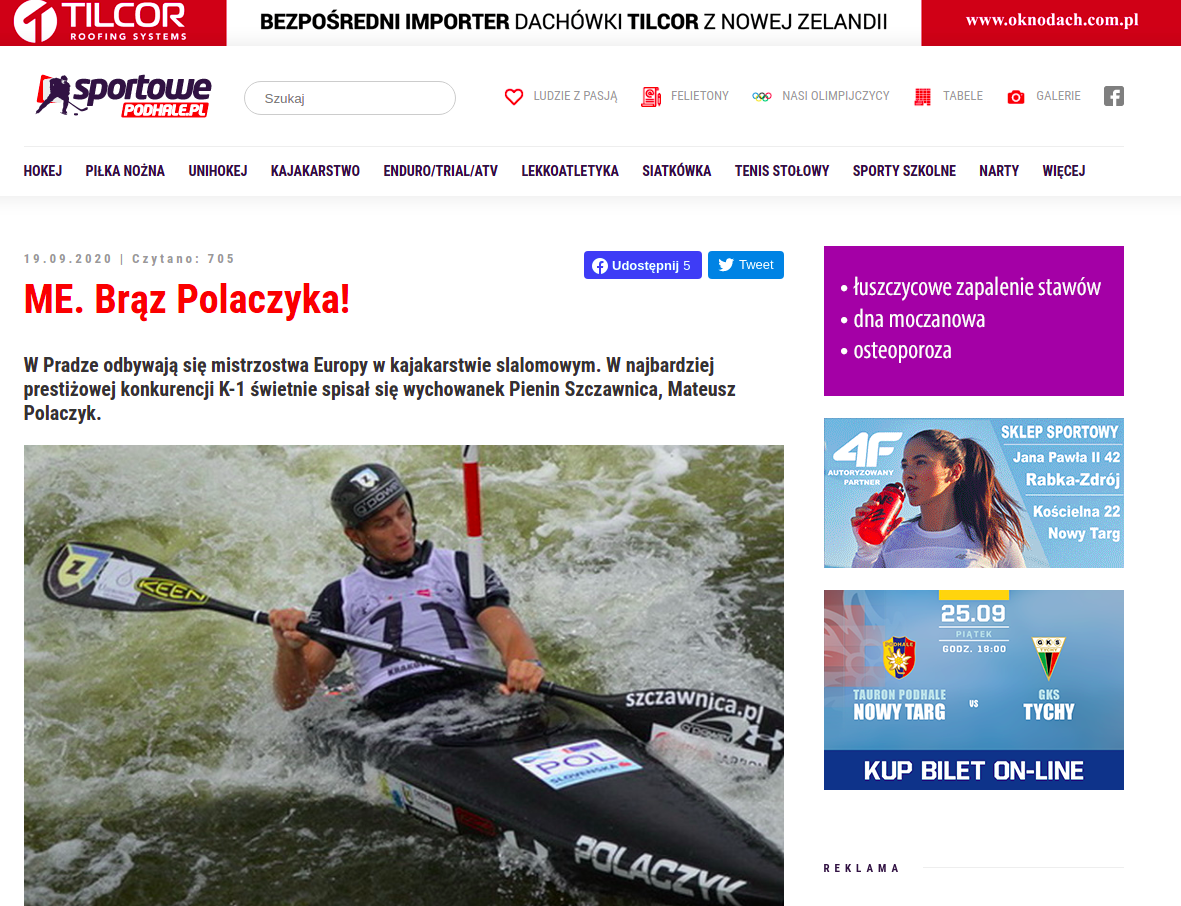 TILCOR
ROOFING SYSTEMS
BEZPOŚREDNI IMPORTER DACHÓWKI TILCOR Z NOWEJ ZELANDII
www.oknodach.com.pl
sportowe
PODHALE.PL
Szukaj
LUDZIE Z PASJĄ
FELIETONY
NASI OLIMPIJCZYCY
TABELE
GALERIE
HOKEJ PIŁKA NOŻNA UNIHOKEJ KAJAKARSTWO ENDURO/TRIAL/ATV LEKKOATLETYKA SIATKÓWKA TENIS STOŁOWY SPORTY SZKOLNE NARTY WIĘCEJ
19.09.2020 | Czytano: 705
Udostępnij 5
Tweet
ME. Brąz Polaczyka!
W Pradze odbywają się mistrzostwa Europy w kajakarstwie slalomowym. W najbardziej
prestiżowej konkurencji K-1 świetnie spisał się wychowanek Pienin Szczawnica, Mateusz
Polaczyk.
KEEN
11
KRAKÓW
szczawnica.pl
POL
SLOVENSKÁ
POLACZYK
• łuszczycowe zapalenie stawów
• dna moczanowa
• osteoporoza
4F
AUTORYZOWANY
PARTNER
SKLEP SPORTOWY
Jana Pawła II 42
Rabka-Zdrój
Kościelna 22
Nowy Targ
25.09
PIĄTEK
GODZ. 18:00
PODHALE
GKS
TYCHY
TAURON PODHALE
NOWY TARG
VS
GKS
TYCHY
KUP BILET ON-LINE
REKLAMA